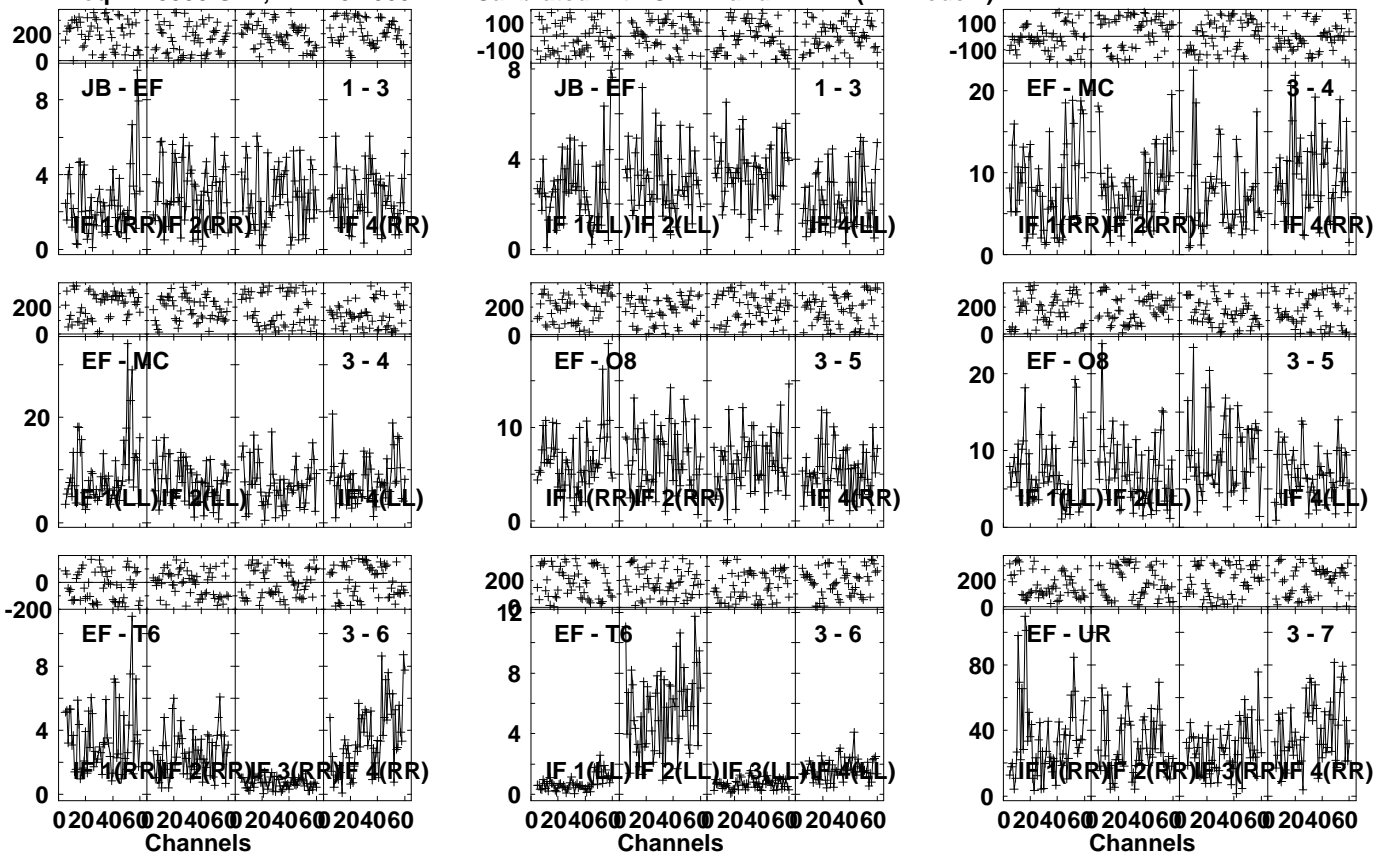 200
0
100
-100
100
-100
JB - EF 1 - 3
JB - EF 1 - 3
EF - MC 3 - 4
8
4
0
8
4
0
20
10
0
IF 1(RR) IF 2(RR) IF 4(RR)
IF 1(LL) IF 2(LL) IF 4(LL)
IF 1(RR) IF 2(RR) IF 4(RR)
200
0
200
0
200
0
EF - MC 3 - 4
EF - O8 3 - 5
EF - O8 3 - 5
20
0
10
0
20
10
0
IF 1(LL) IF 2(LL) IF 4(LL)
IF 1(RR) IF 2(RR) IF 4(RR)
IF 1(LL) IF 2(LL) IF 4(LL)
0
-200
200
0
200
0
EF - T6 3 - 6
EF - T6 3 - 6
EF - UR 3 - 7
8
4
0
12
8
4
0
80
40
0
IF 1(RR) IF 2(RR) IF 3(RR) IF 4(RR)
IF 1(LL) IF 2(LL) IF 3(LL) IF 4(LL)
IF 1(RR) IF 2(RR) IF 3(RR) IF 4(RR)
0 20 40 60 0 20 40 60 0 20 40 60 0 20 40 60
0 20 40 60 0 20 40 60 0 20 40 60 0 20 40 60
0 20 40 60 0 20 40 60 0 20 40 60 0 20 40 60
Channels
Channels
Channels